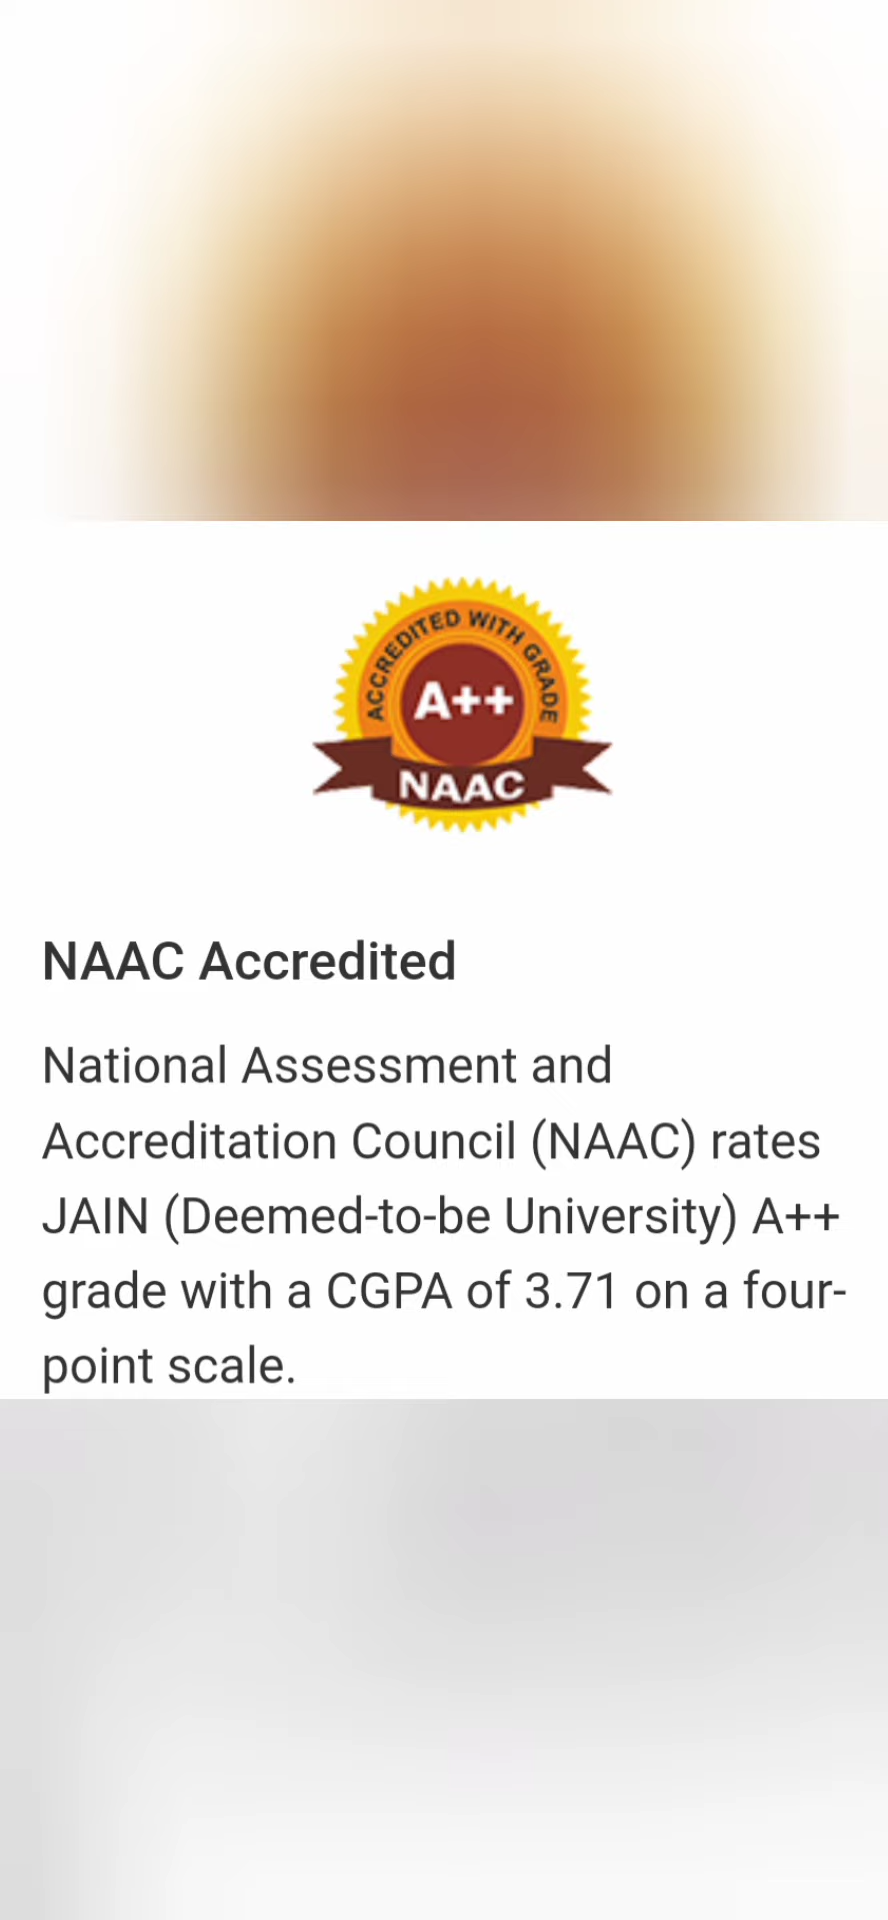 ACCREDITED WITH GRADE
A++
NAAC
NAAC Accredited
National Assessment and
Accreditation Council (NAAC) rates
JAIN (Deemed-to-be University) A++
grade with a CGPA of 3.71 on a four-
point scale.